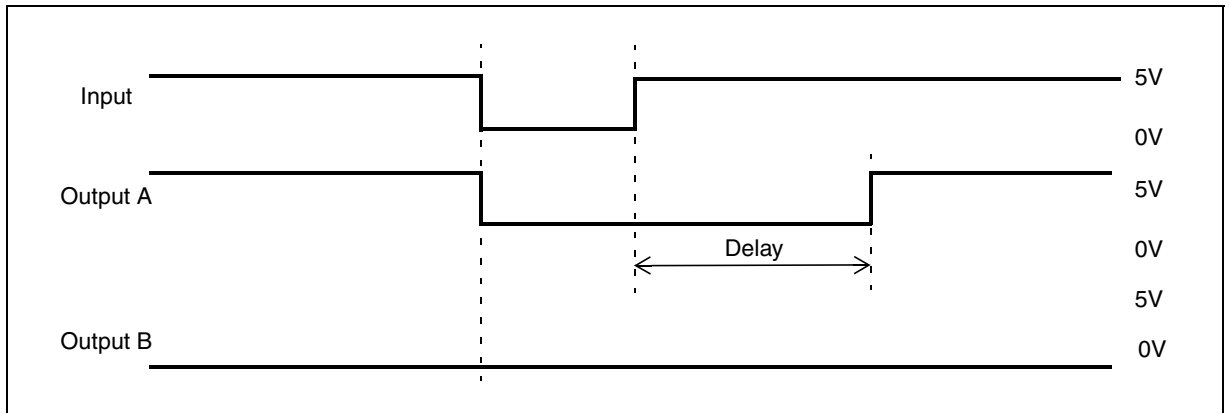 Input
5V
0V
Output A
5V
Delay
0V
5V
Output B
0V